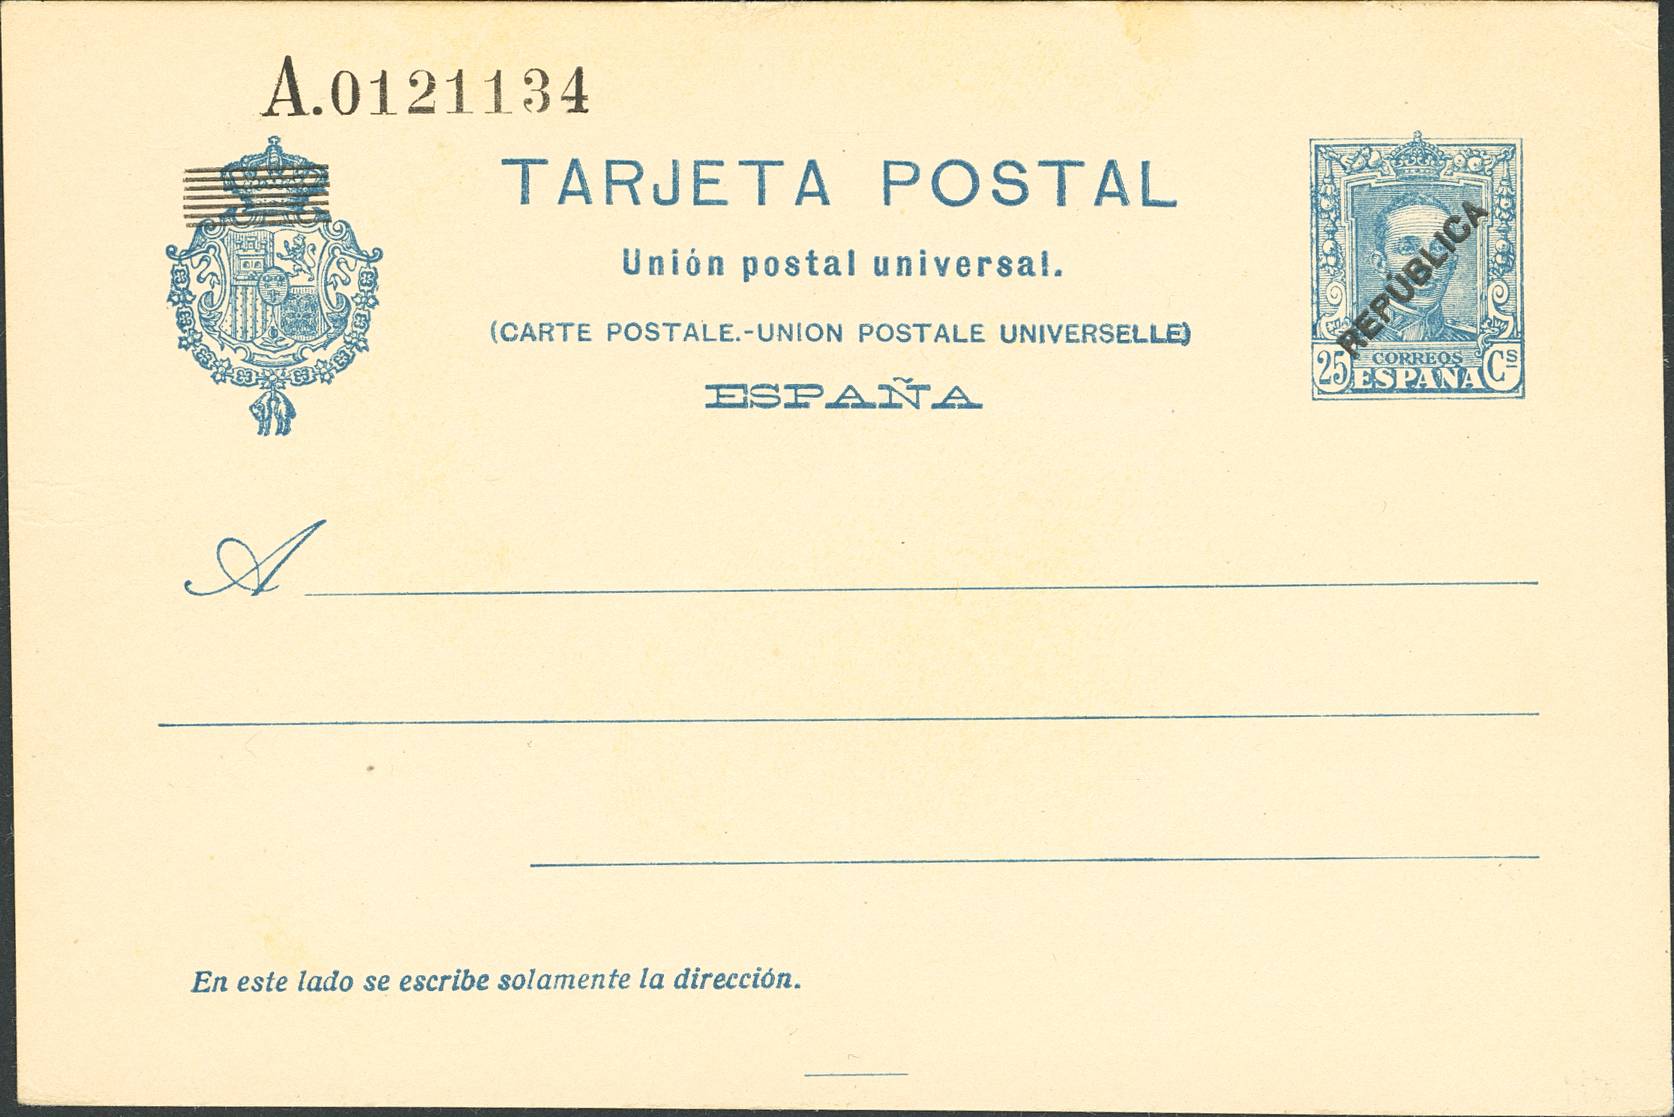 A.0121134
TARJETA POSTAL
Unión postal universal.
(CARTE POSTALE.-UNION POSTALE UNIVERSELLE)
ESPAÑA
REPÚBLICA
CORREOS
25 ESPAÑA Cs
A
En este lado se escribe solamente la dirección.